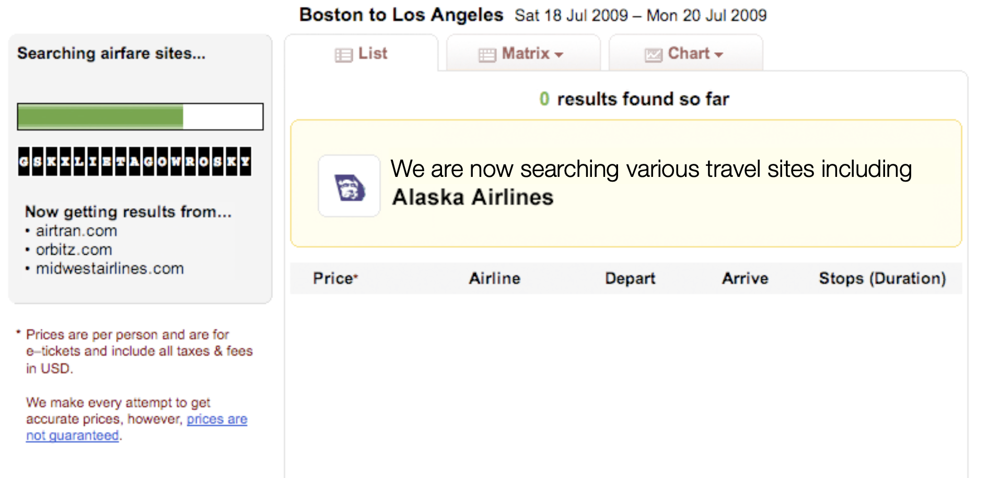 Boston to Los Angeles Sat 18 Jul 2009 – Mon 20 Jul 2009
Searching airfare sites...
GSKXLIETAGOWROSKY
Now getting results from...
• airtran.com
• orbitz.com
• midwestairlines.com
* Prices are per person and are for
e–tickets and include all taxes & fees
in USD.
We make every attempt to get
accurate prices, however, prices are
not guaranteed.
List
Matrix
Chart
0 results found so far
We are now searching various travel sites including
Alaska Airlines
Price* Airline Depart Arrive Stops (Duration)